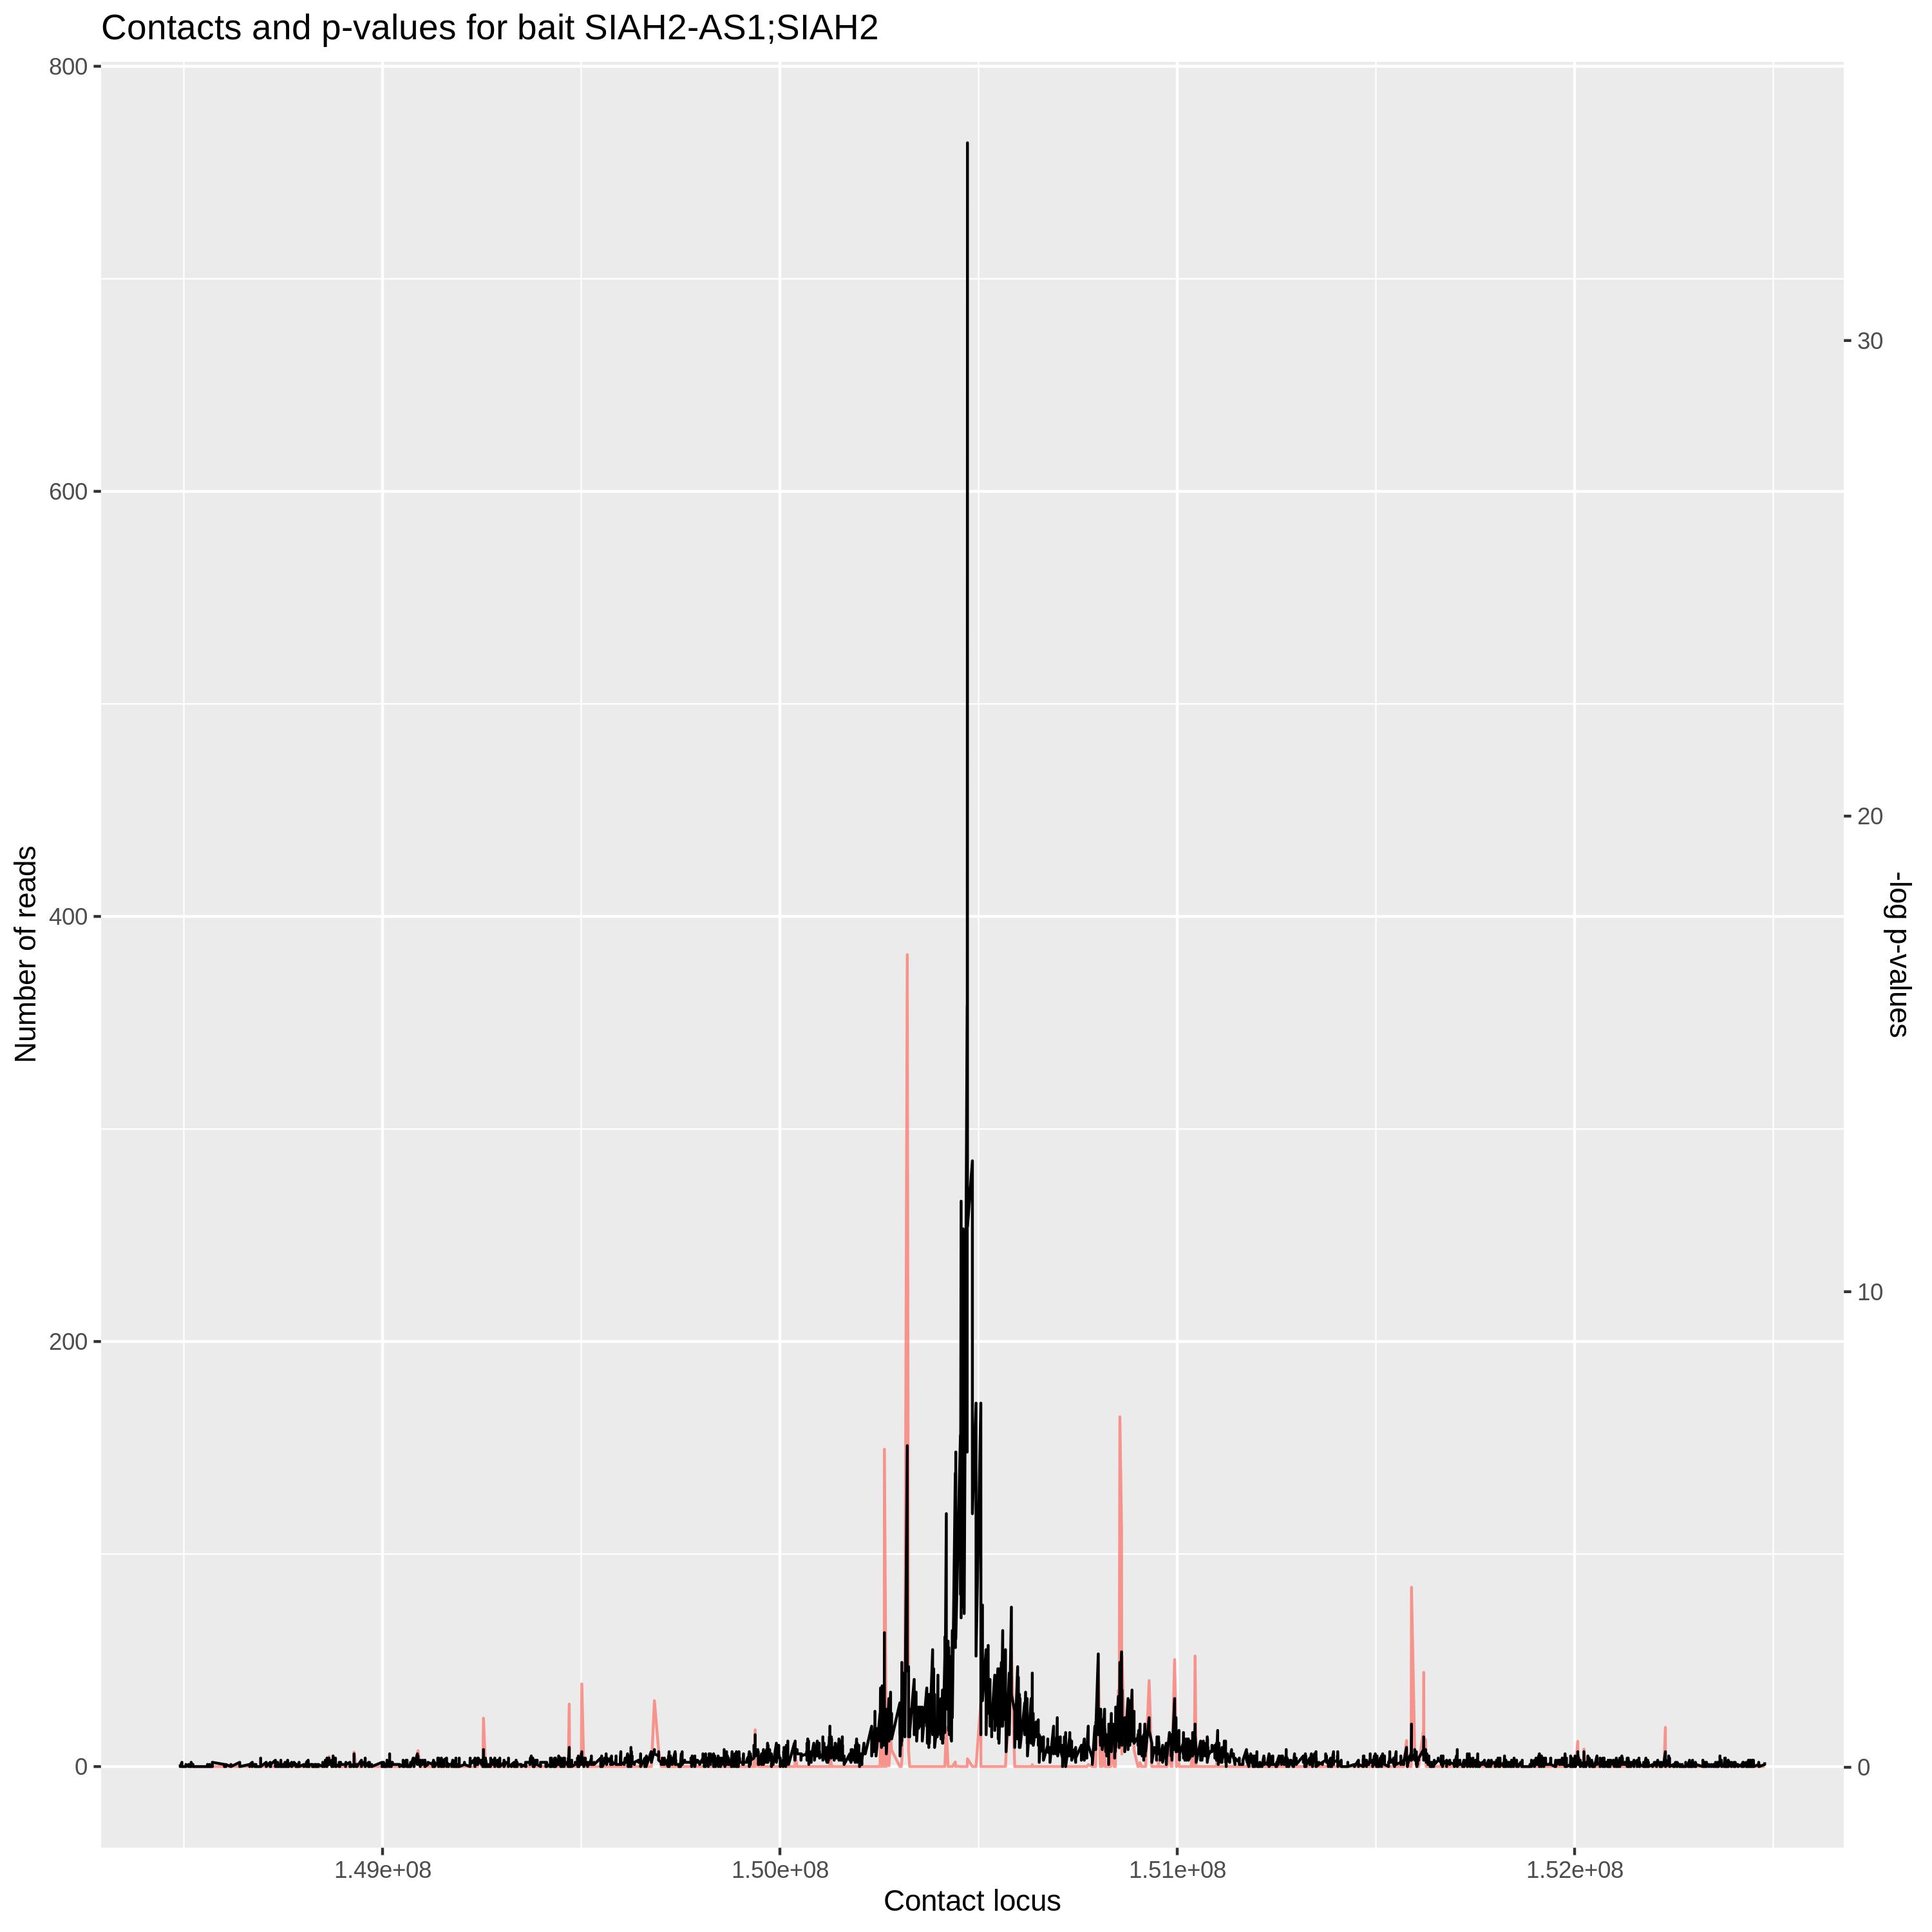 Contacts and p-values for bait SIAH2-AS1;SIAH2
800
600
400
200
0
Number of reads
30
20
10
0
-log p-values
1.49e+08
1.50e+08
1.51e+08
1.52e+08
Contact locus